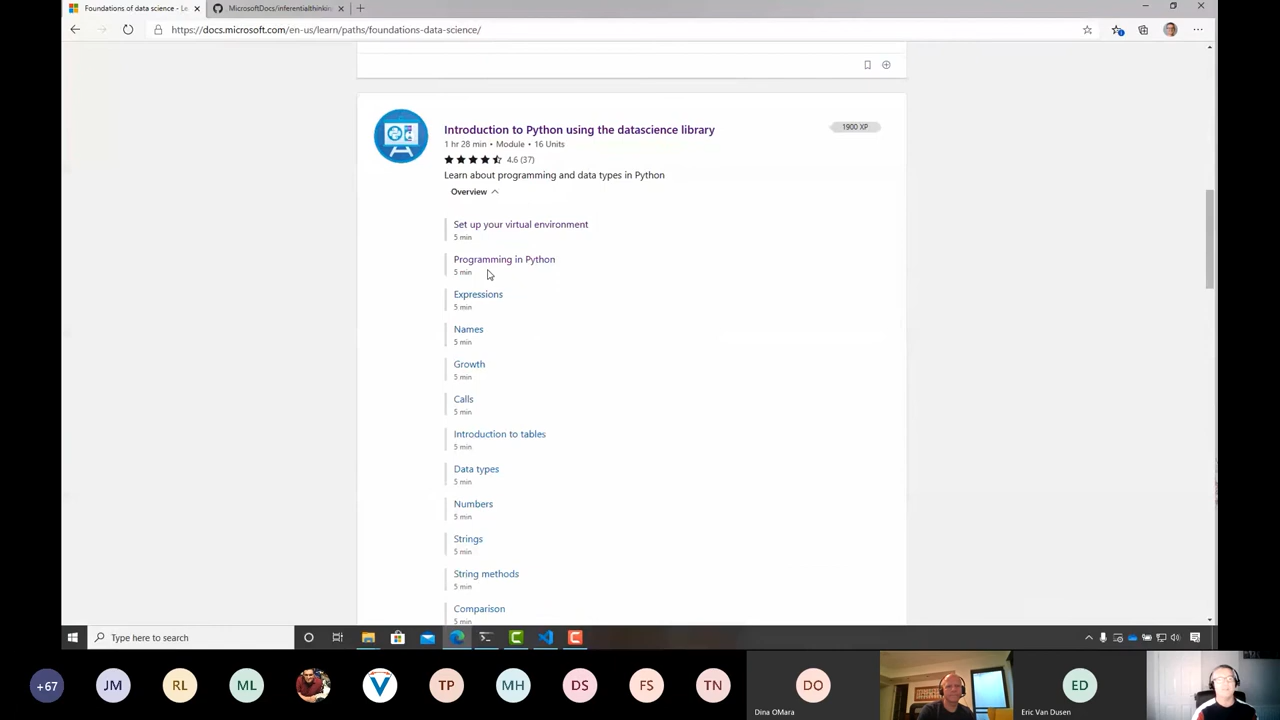 Foundations of data science - Le
MicrosoftDocs/inferentialthinkin
https://docs.microsoft.com/en-us/learn/paths/foundations-data-science/
Introduction to Python using the datascience library
1900 XP
1 hr 28 min • Module • 16 Units
4.6 (37)
Learn about programming and data types in Python
Overview
Set up your virtual environment
5 min
Programming in Python
5 min
Expressions
5 min
Names
5 min
Growth
5 min
Calls
5 min
Introduction to tables
5 min
Data types
5 min
Numbers
5 min
Strings
5 min
String methods
5 min
Comparison
5 min
Type here to search
+67
JM
RL
ML
TP
MH
DS
FS
TN
DO
Dina OMara
ED
Eric Van Dusen